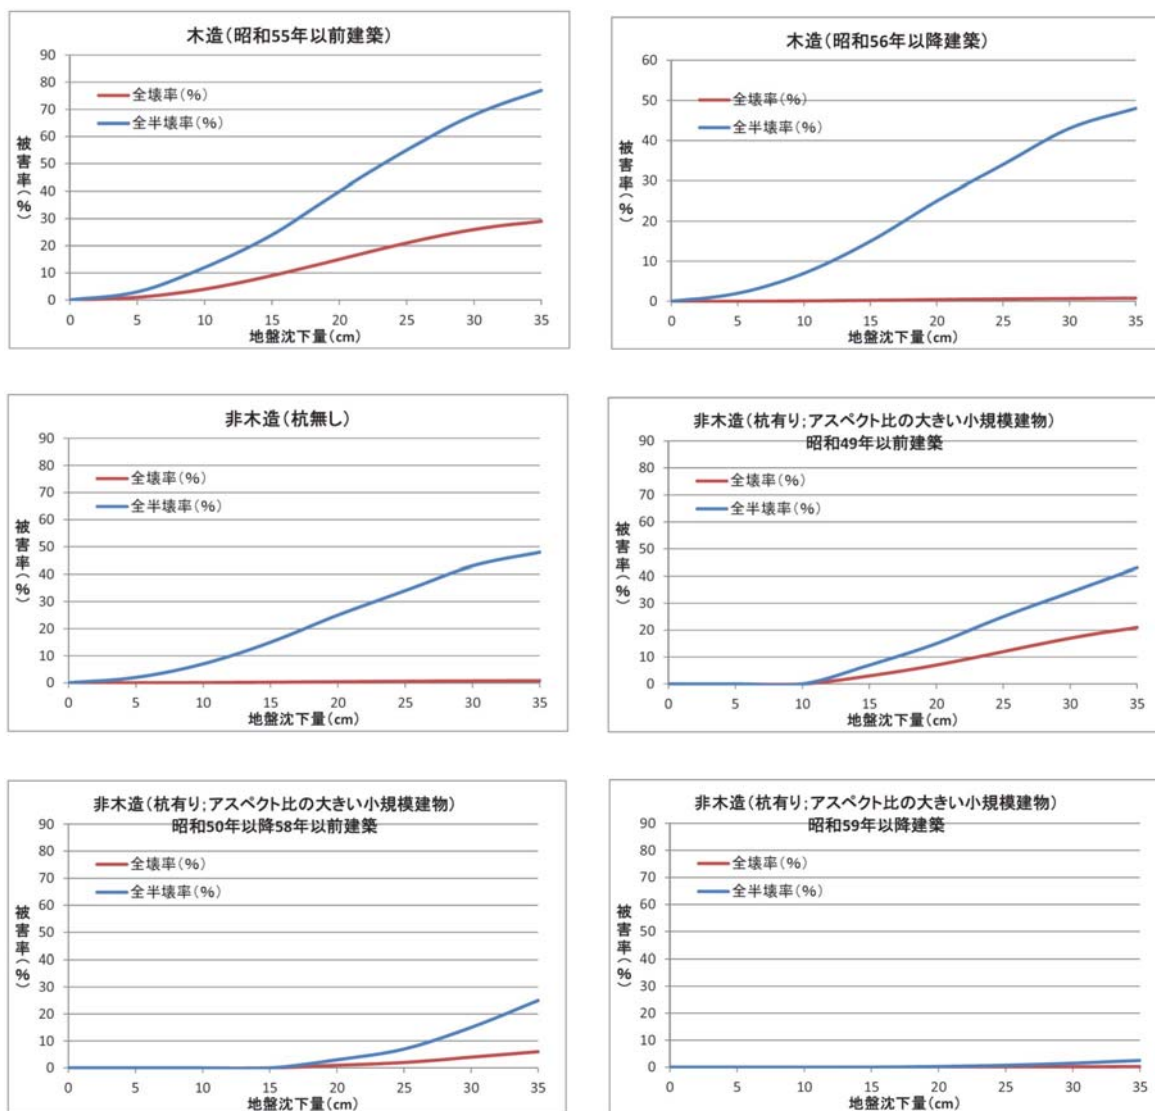 木造(昭和55年以前建築)
90
80
70
60
50
40
30
20
10
0
全壊率(%)
全半壊率(%)
被害率(%)
0 5 10 15 20 25 30 35
地盤沈下量(cm)
木造(昭和56年以降建築)
60
50
40
30
20
10
0
全壊率(%)
全半壊率(%)
被害率(%)
0 5 10 15 20 25 30 35
地盤沈下量(cm)
非木造(杭無し)
90
80
70
60
50
40
30
20
10
0
全壊率(%)
全半壊率(%)
被害率(%)
0 5 10 15 20 25 30 35
地盤沈下量(cm)
非木造(杭有り;アスペクト比の大きい小規模建物)
昭和49年以前建築
90
80
70
60
50
40
30
20
10
0
全壊率(%)
全半壊率(%)
被害率(%)
0 5 10 15 20 25 30 35
地盤沈下量(cm)
非木造(杭有り;アスペクト比の大きい小規模建物)
昭和50年以降58年以前建築
90
80
70
60
50
40
30
20
10
0
全壊率(%)
全半壊率(%)
被害率(%)
0 5 10 15 20 25 30 35
地盤沈下量(cm)
非木造(杭有り;アスペクト比の大きい小規模建物)
昭和59年以降建築
90
80
70
60
50
40
30
20
10
0
全壊率(%)
全半壊率(%)
被害率(%)
0 5 10 15 20 25 30 35
地盤沈下量(cm)